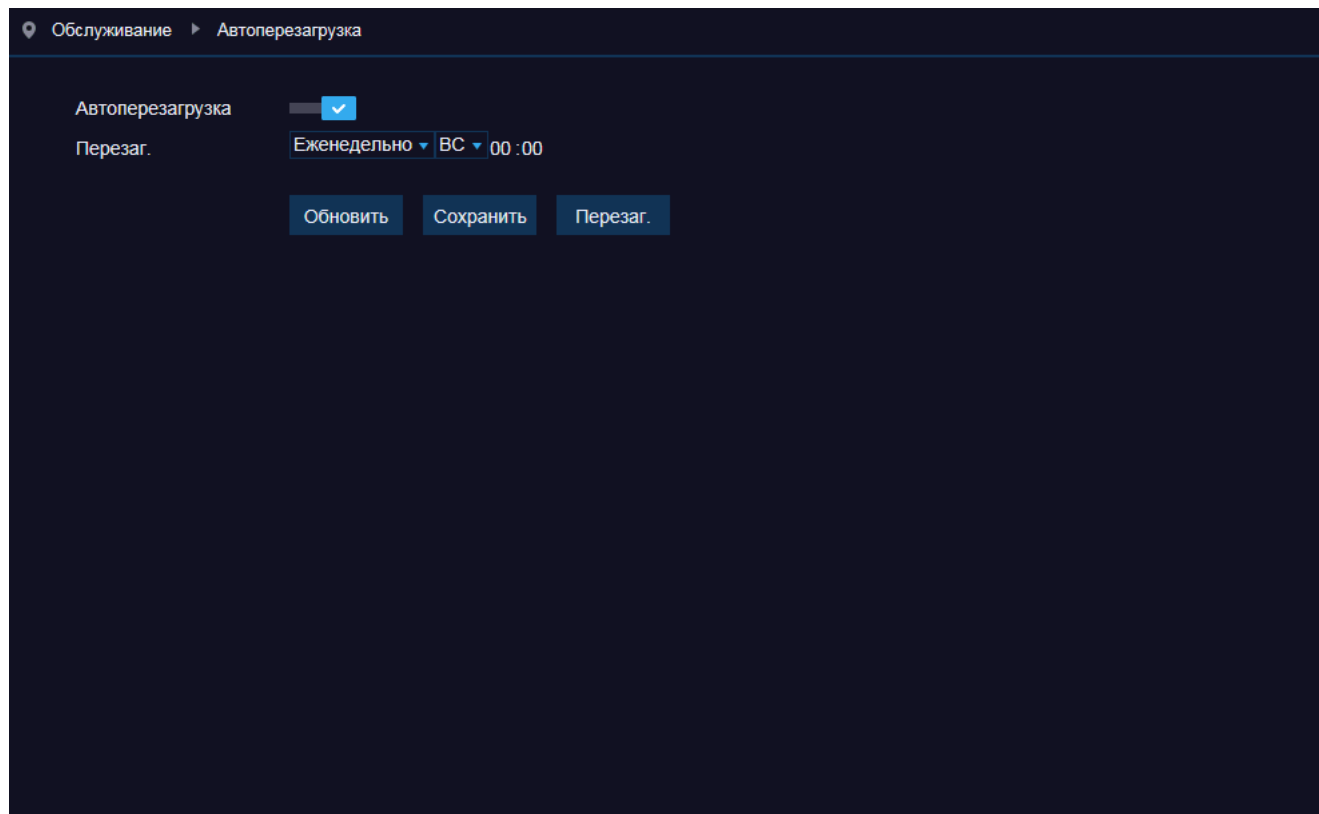 Обслуживание Автоперезагрузка
Автоперезагрузка
Перезаг. Еженедельно ВС 00 :00
Обновить Сохранить Перезаг.